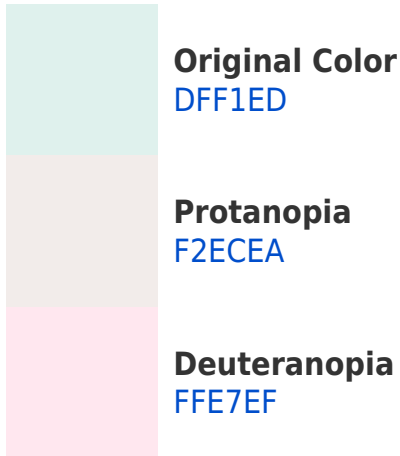 Original Color
DFF1ED
Protanopia
F2ECEA
Deuteranopia
FFE7EF